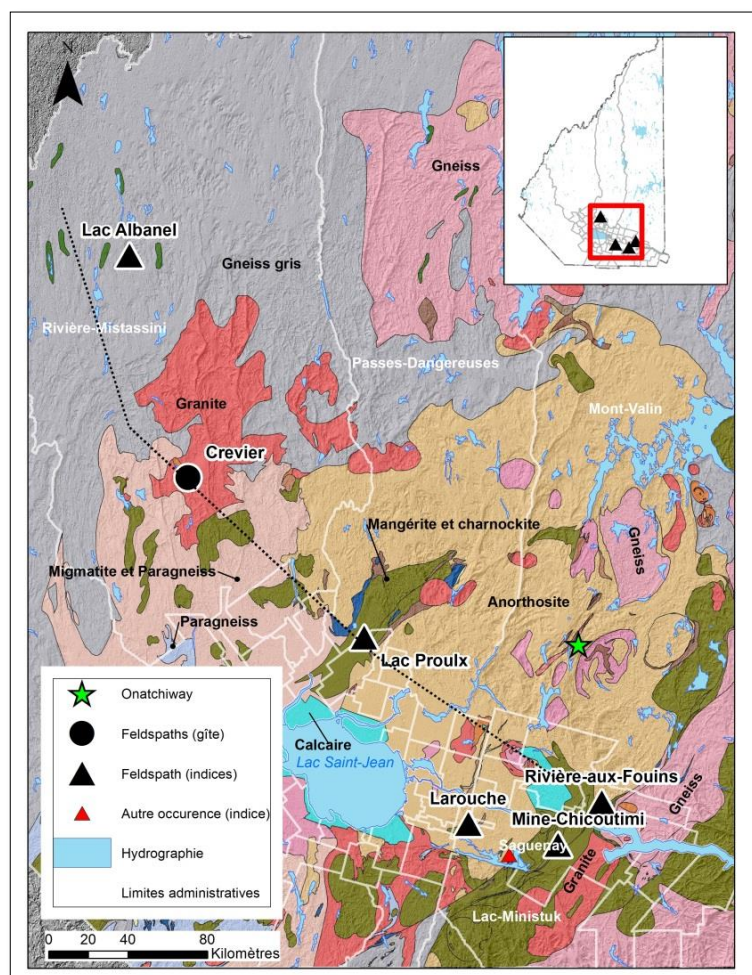 N
Gneiss
Lac Albanel
Gneiss gris
Rivière-Mistassini
Passes-Dangereuses
Granite
Mont-Valin
Crevier
Mangérite et charnockite
Gneiss
Migmatite et Paragneiss
Anorthosite
Paragneiss
Lac Proulx
Calcaire
Lac Saint-Jean
Rivière-aux-Fouins
Gneiss
Larouche
Mine-Chicoutimi
Saguenay
Granite
Lac-Ministuk
Onatchiway
Feldspaths (gîte)
Feldspath (indices)
Autre occurence (indice)
Hydrographie
Limites administratives
0 20 40 80
Kilomètres